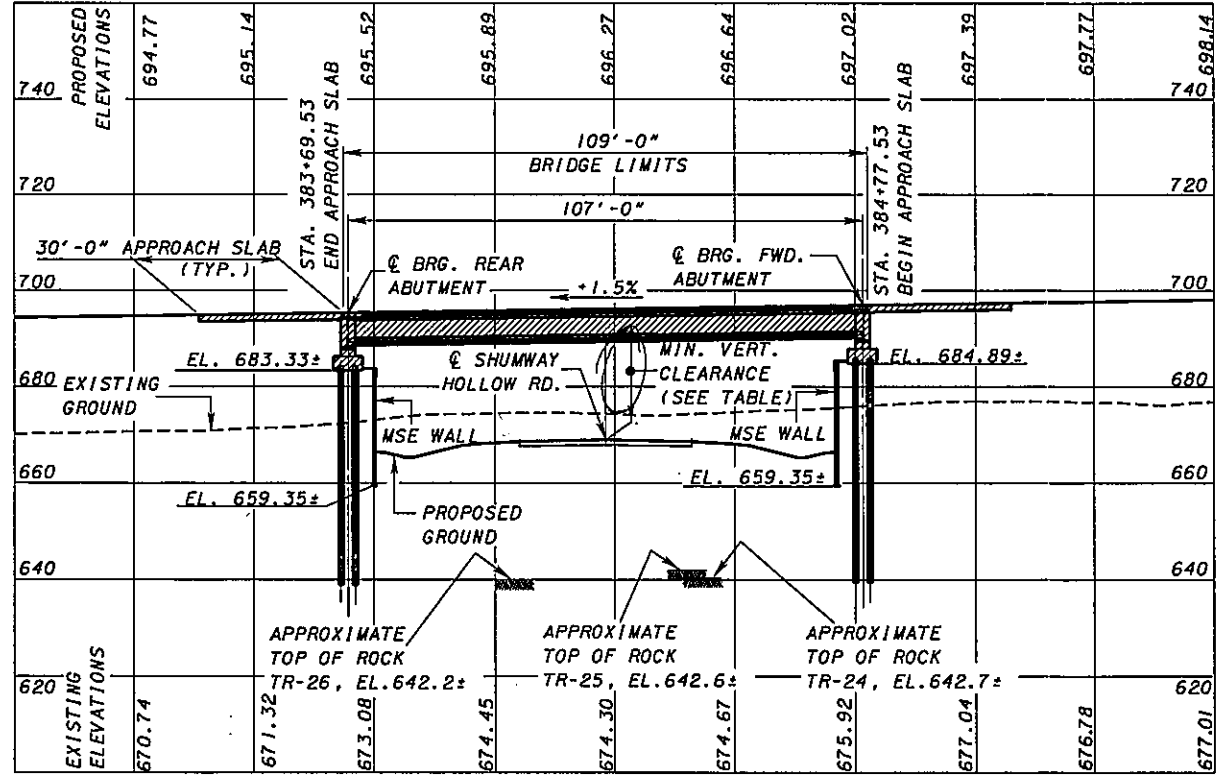 PROPOSED
ELEVATIONS
694.77
695.14
695.52
695.89
696.27
696.64
697.02
697.39
697.77
698.14
740
740
STA. 383+69.53
END APPROACH SLAB
109'-0"
BRIDGE LIMITS
STA. 384+77.53
BEGIN APPROACH SLAB
720
720
107'-0"
30'-0" APPROACH SLAB
(TYP.)
℄ BRG. REAR
ABUTMENT
℄ BRG. FWD.
ABUTMENT
+1.5%
700
700
EL. 683.33±
℄ SHUMWAY
HOLLOW RD.
MIN. VERT.
CLEARANCE
(SEE TABLE)
EL. 684.89±
680
680
EXISTING
GROUND
MSE WALL
MSE WALL
660
660
EL. 659.35±
EL. 659.35±
PROPOSED
GROUND
640
640
APPROXIMATE
TOP OF ROCK
TR-26, EL.642.2±
APPROXIMATE
TOP OF ROCK
TR-25, EL.642.6±
APPROXIMATE
TOP OF ROCK
TR-24, EL.642.7±
620
620
EXISTING
ELEVATIONS
670.74
671.32
673.08
674.45
674.30
674.67
675.92
677.04
676.78
677.01